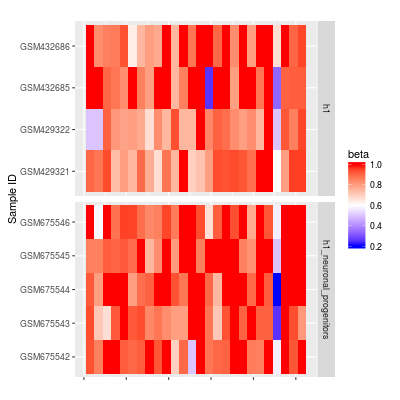 Sample ID
GSM432686
GSM432685
GSM429322
GSM429321
h1
GSM675546
GSM675545
GSM675544
GSM675543
GSM675542
h1_neuronal_progenitors
beta
1.0
0.8
0.6
0.4
0.2